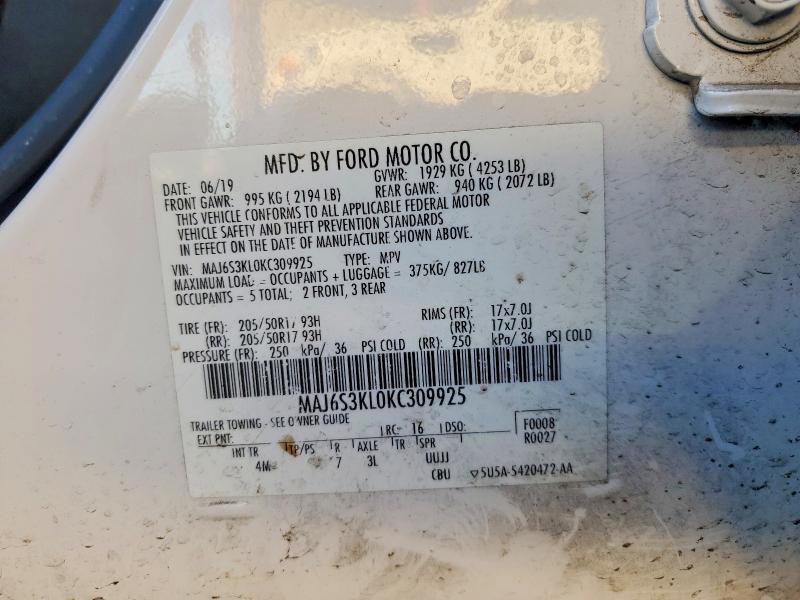 MFD. BY FORD MOTOR CO.
DATE: 06/19 GVWR: 1929 KG ( 4253 LB)
FRONT GAWR: 995 KG ( 2194 LB) REAR GAWR: 940 KG ( 2072 LB)
THIS VEHICLE CONFORMS TO ALL APPLICABLE FEDERAL MOTOR
VEHICLE SAFETY AND THEFT PREVENTION STANDARDS
IN EFFECT ON THE DATE OF MANUFACTURE SHOWN ABOVE.
VIN: MAJ6S3KL0KC309925 TYPE: MPV
MAXIMUM LOAD = OCCUPANTS + LUGGAGE = 375KG/ 827LB
OCCUPANTS = 5 TOTAL; 2 FRONT, 3 REAR
TIRE (FR): 205/50R17 93H RIMS (FR): 17x7.0J
(RR): 205/50R17 93H (RR): 17x7.0J
PRESSURE (FR): 250 kPa/ 36 PSI COLD (RR): 250 kPa/ 36 PSI COLD
MAJ6S3KL0KC309925
TRAILER TOWING - SEE OWNER GUIDE
EXT PNT: RC: 16 DSO: F0008
R0027
INT TR TP/PS R AXLE TR SPR
4M 7 3L UUJJ
CBU 5U5A-5420472-AA